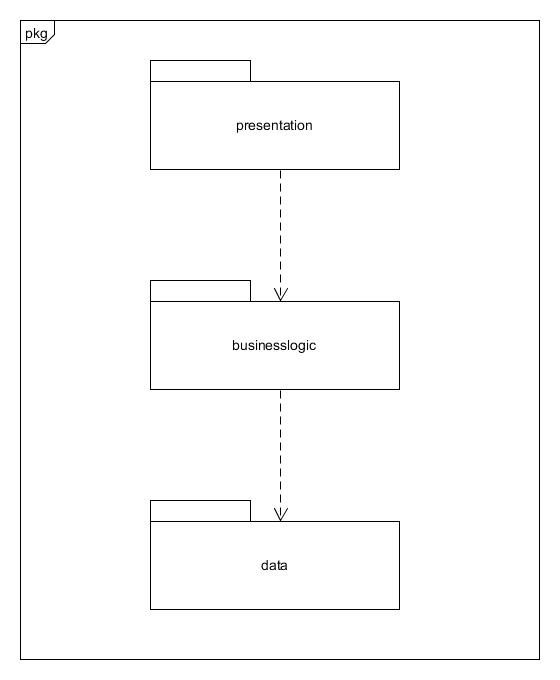 pkg
presentation
businesslogic
data